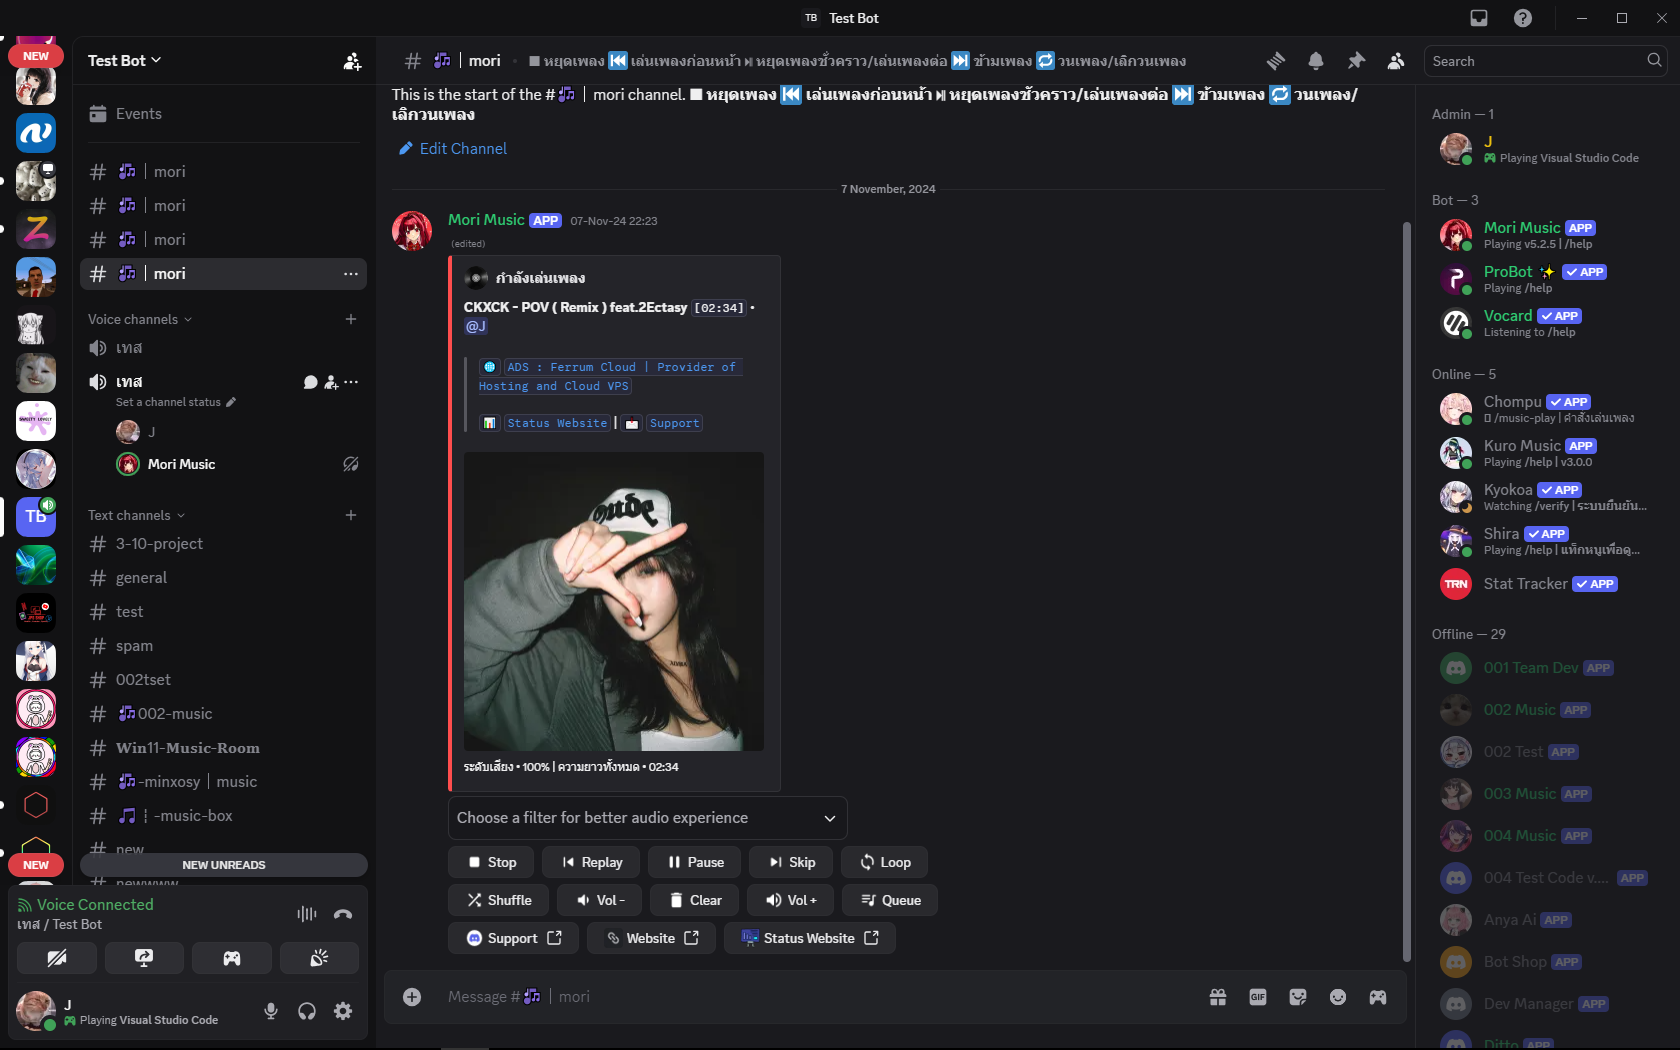 TB Test Bot
NEW
Test Bot
Events
mori
mori
mori
mori
Voice channels
เทส
เทส
Set a channel status
J
Mori Music
Text channels
3-10-project
general
test
spam
002tset
002-music
Win11-Music-Room
-minxosy | music
¦ -music-box
new
NEW
NEW UNREADS
newwww
Voice Connected
เทส / Test Bot
J
Playing Visual Studio Code
TB
# 🎶 | mori • ⏹ หยุดเพลง ⏮ เล่นเพลงก่อนหน้า ⏯ หยุดเพลงชั่วคราว/เล่นเพลงต่อ ⏭ ข้ามเพลง 🔁 วนเพลง/เลิกวนเพลง
Search
This is the start of the #🎶 | mori channel. ⏹ หยุดเพลง ⏮ เล่นเพลงก่อนหน้า ⏯ หยุดเพลงชั่วคราว/เล่นเพลงต่อ ⏭ ข้ามเพลง 🔁 วนเพลง/
เลิกวนเพลง
Edit Channel
7 November, 2024
Mori Music APP 07-Nov-24 22:23
(edited)
กำลังเล่นเพลง
CKXCK - POV ( Remix ) feat.2Ectasy [02:34] •
@J
ADS : Ferrum Cloud | Provider of
Hosting and Cloud VPS
Status Website | Support
ระดับเสียง • 100% | ความยาวทั้งหมด • 02:34
Choose a filter for better audio experience
Stop Replay Pause Skip Loop
Shuffle Vol - Clear Vol + Queue
Support Website Status Website
Message #🎶 | mori
GIF
Admin — 1
J
Playing Visual Studio Code
Bot — 3
Mori Music APP
Playing v5.2.5 | /help
ProBot ✨ APP
Playing /help
Vocard APP
Listening to /help
Online — 5
Chompu APP
/music-play | คำสั่งเล่นเพลง
Kuro Music APP
Playing /help | v3.0.0
Kyokoa APP
Watching /verify | ระบบยืนยัน...
Shira APP
Playing /help | แท็กหนูเพื่อดู...
TRN Stat Tracker APP
Offline — 29
001 Team Dev APP
002 Music APP
002 Test APP
003 Music APP
004 Music APP
004 Test Code v.... APP
Anya Ai APP
Bot Shop APP
Dev Manager APP
Ditto APP